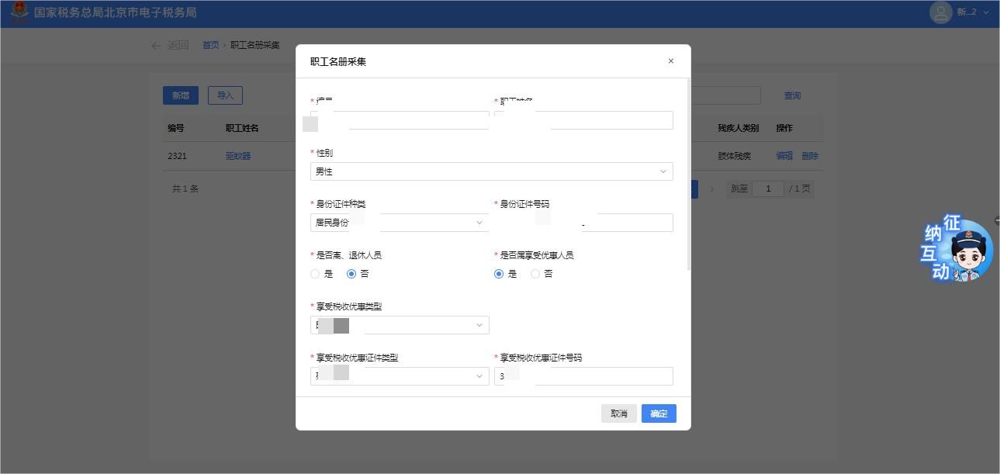 国家税务总局北京市电子税务局
新...2
返回 首页 › 职工名册采集
职工名册采集
×
新增 导入
查询
编号 职工姓名 残疾人类别 操作
2321 驱蚊器 肢体残疾 编辑 删除
共 1 条
跳至 1 / 1 页
* 编号 * 职工姓名
* 性别
男性
* 身份证件种类 * 身份证件号码
居民身份
* 是否离、退休人员 * 是否属享受优惠人员
是 否 是 否
* 享受税收优惠类型
* 享受税收优惠证件类型 * 享受税收优惠证件号码
3
取消 确定
征纳互动